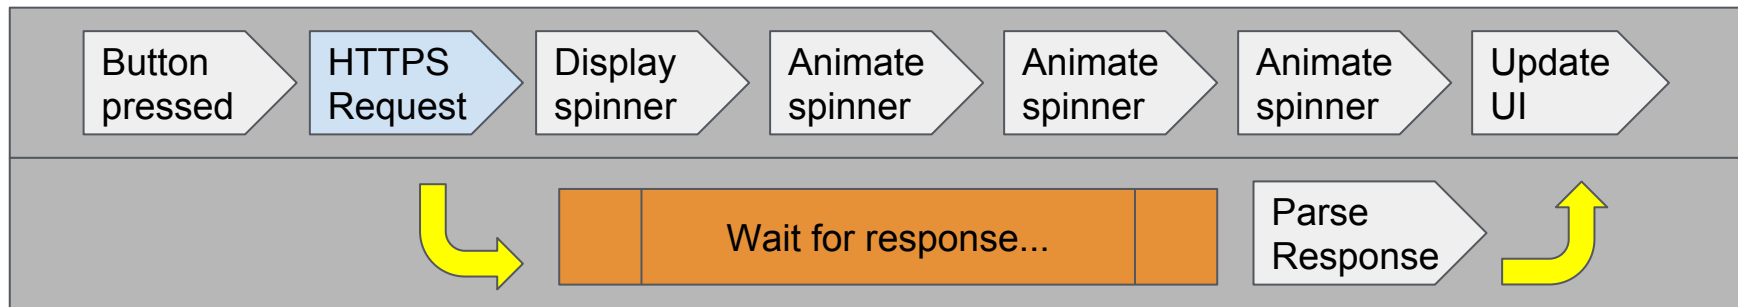 Button
pressed
HTTPS
Request
Display
spinner
Animate
spinner
Animate
spinner
Animate
spinner
Update
UI
Wait for response...
Parse
Response